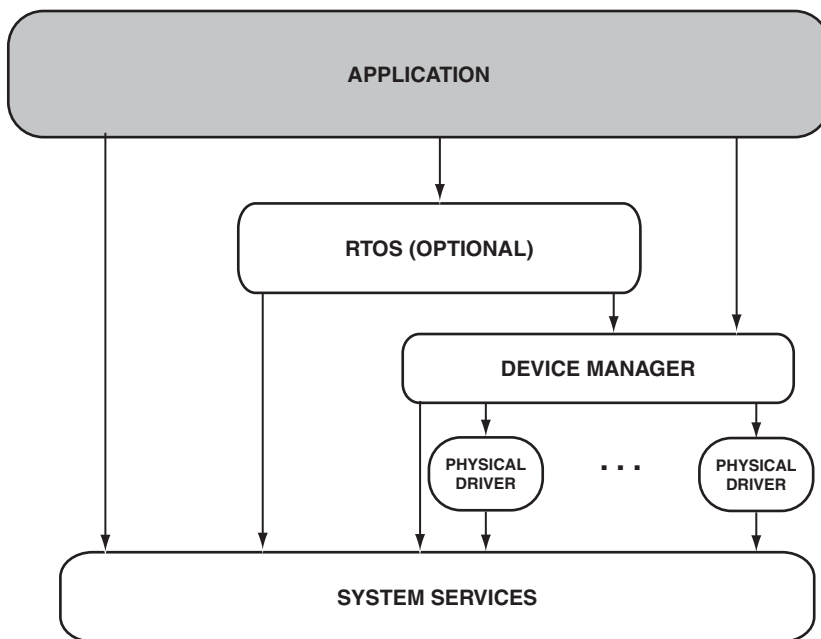 APPLICATION
RTOS (OPTIONAL)
DEVICE MANAGER
PHYSICAL
DRIVER
. . .
PHYSICAL
DRIVER
SYSTEM SERVICES